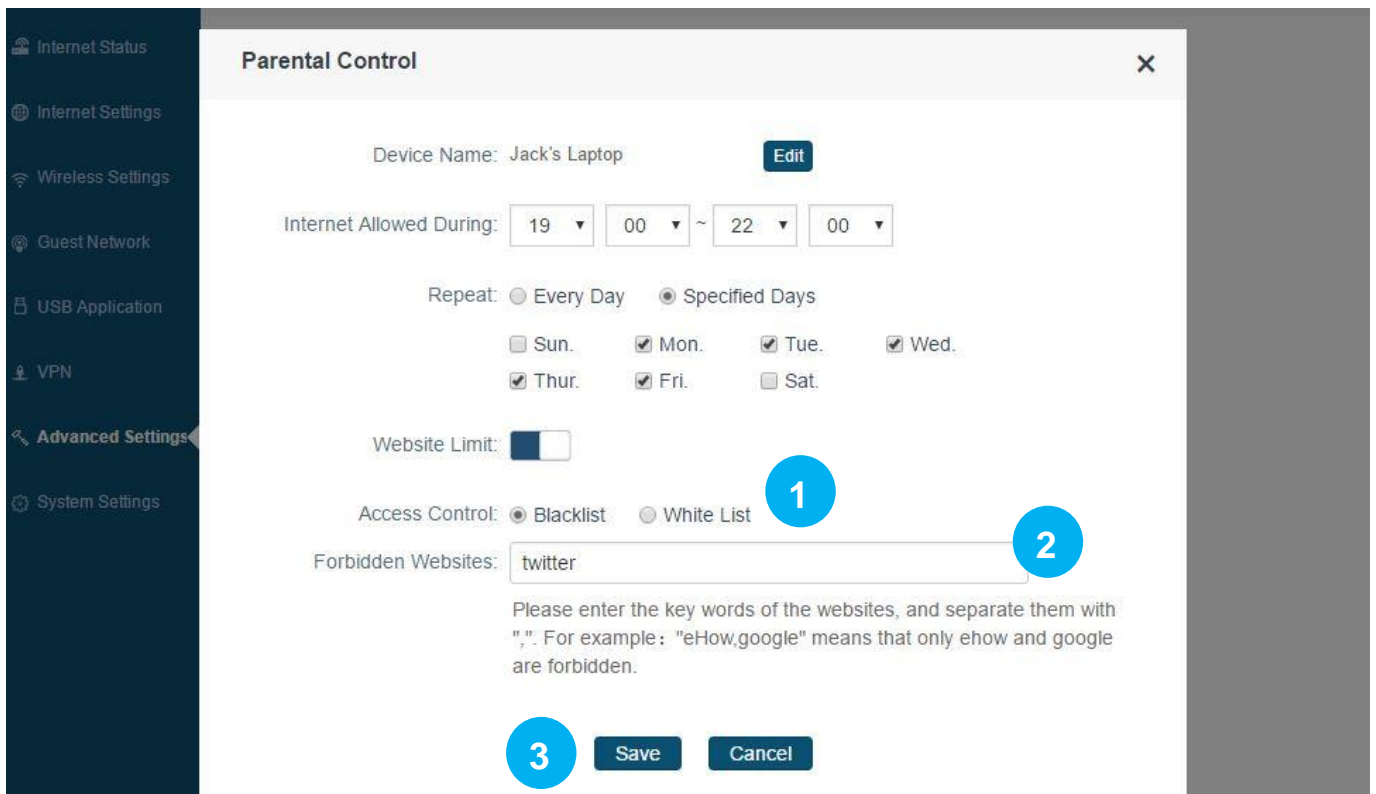 Internet Status
Internet Settings
Wireless Settings
Guest Network
USB Application
VPN
Advanced Settings
System Settings
Parental Control
Device Name: Jack's Laptop Edit
Internet Allowed During: 19 00 ~ 22 00
Repeat: Every Day Specified Days
Sun. Mon. Tue. Wed.
Thur. Fri. Sat.
Website Limit:
1
Access Control: Blacklist White List
2
Forbidden Websites: twitter
Please enter the key words of the websites, and separate them with
",". For example："eHow,google" means that only ehow and google
are forbidden.
3 Save Cancel